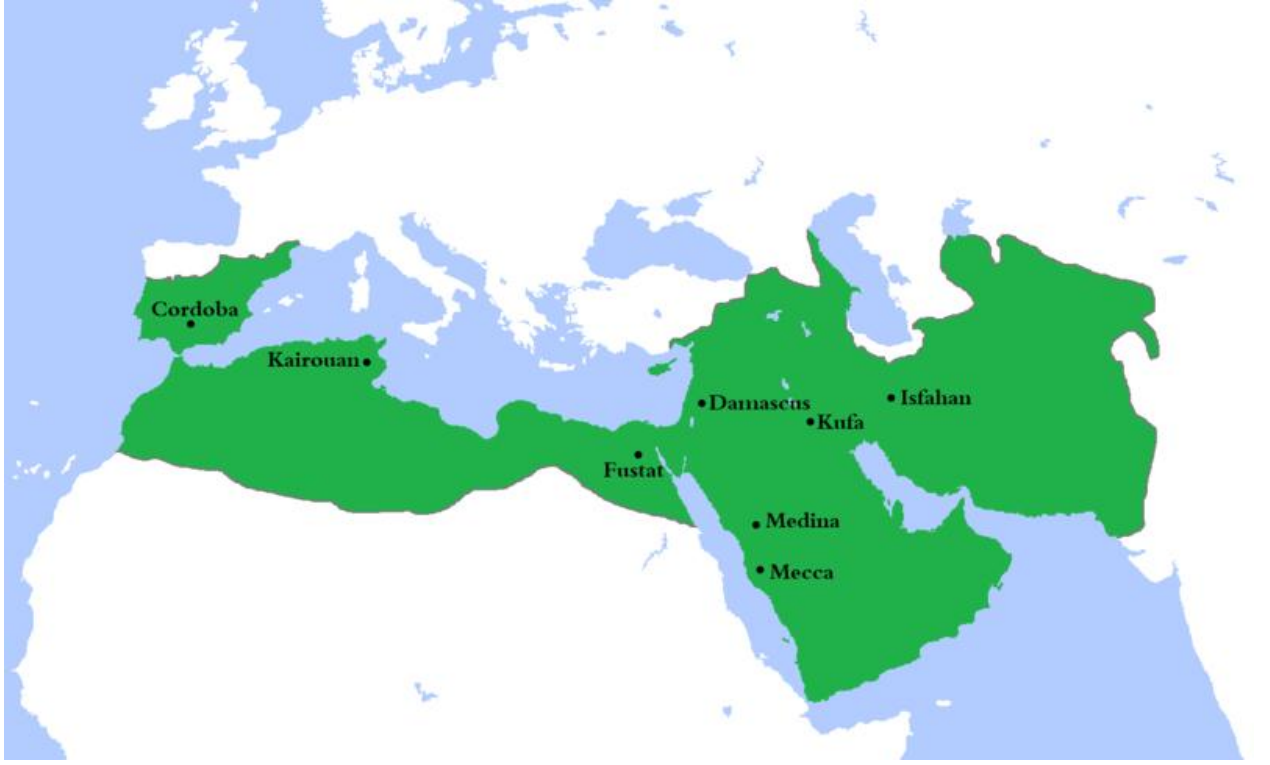 Cordoba
Kairouan
Damascus
Isfahan
Kufa
Fustat
Medina
Mecca